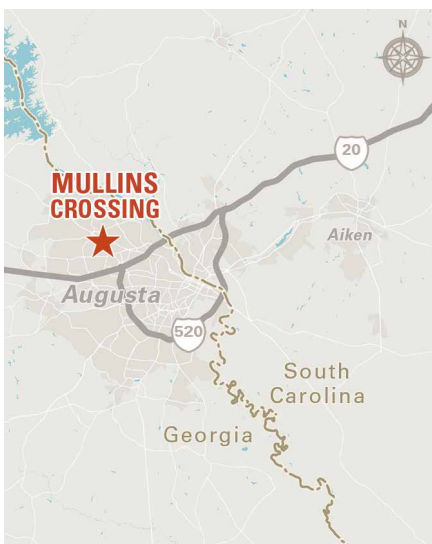 N
20
MULLINS
CROSSING
Aiken
Augusta
520
South
Carolina
Georgia